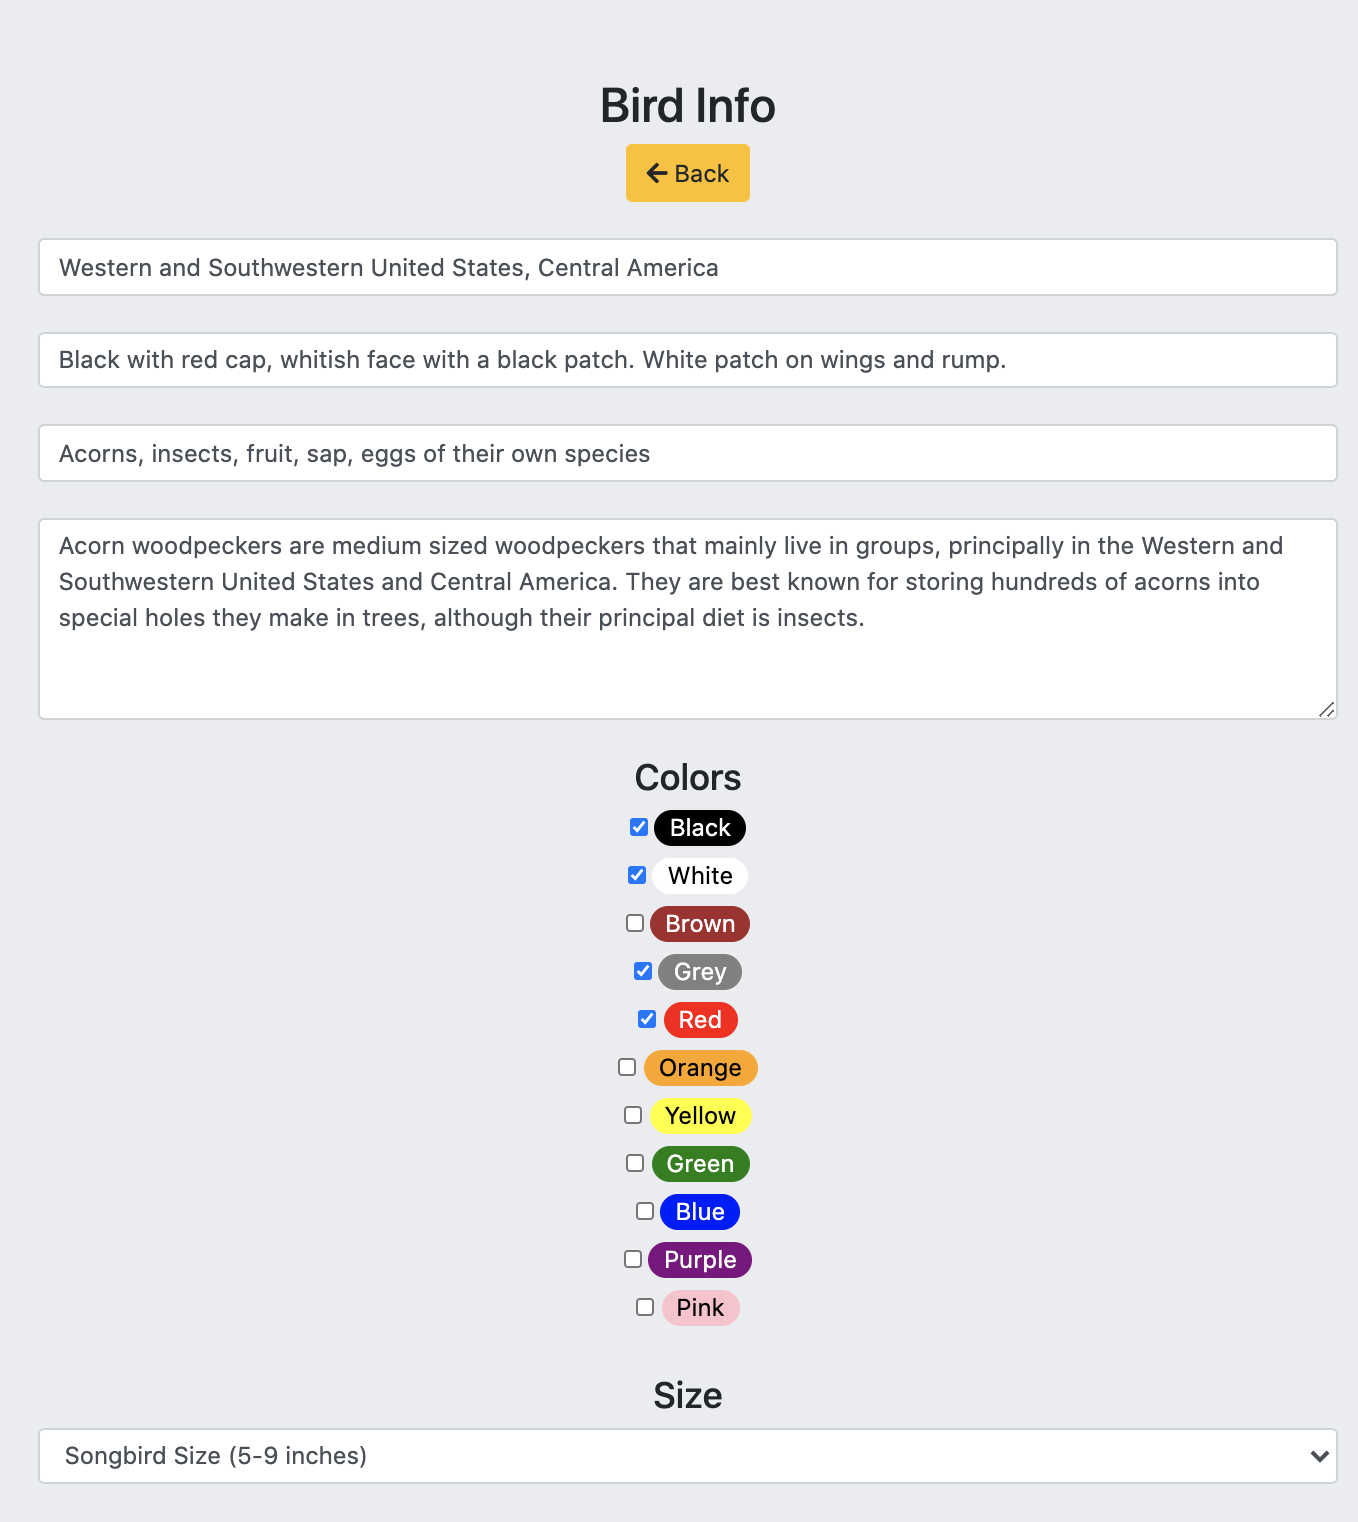 Bird Info
Back
Western and Southwestern United States, Central America
Black with red cap, whitish face with a black patch. White patch on wings and rump.
Acorns, insects, fruit, sap, eggs of their own species
Acorn woodpeckers are medium sized woodpeckers that mainly live in groups, principally in the Western and
Southwestern United States and Central America. They are best known for storing hundreds of acorns into
special holes they make in trees, although their principal diet is insects.
Colors
Black
White
Brown
Grey
Red
Orange
Yellow
Green
Blue
Purple
Pink
Size
Songbird Size (5-9 inches)